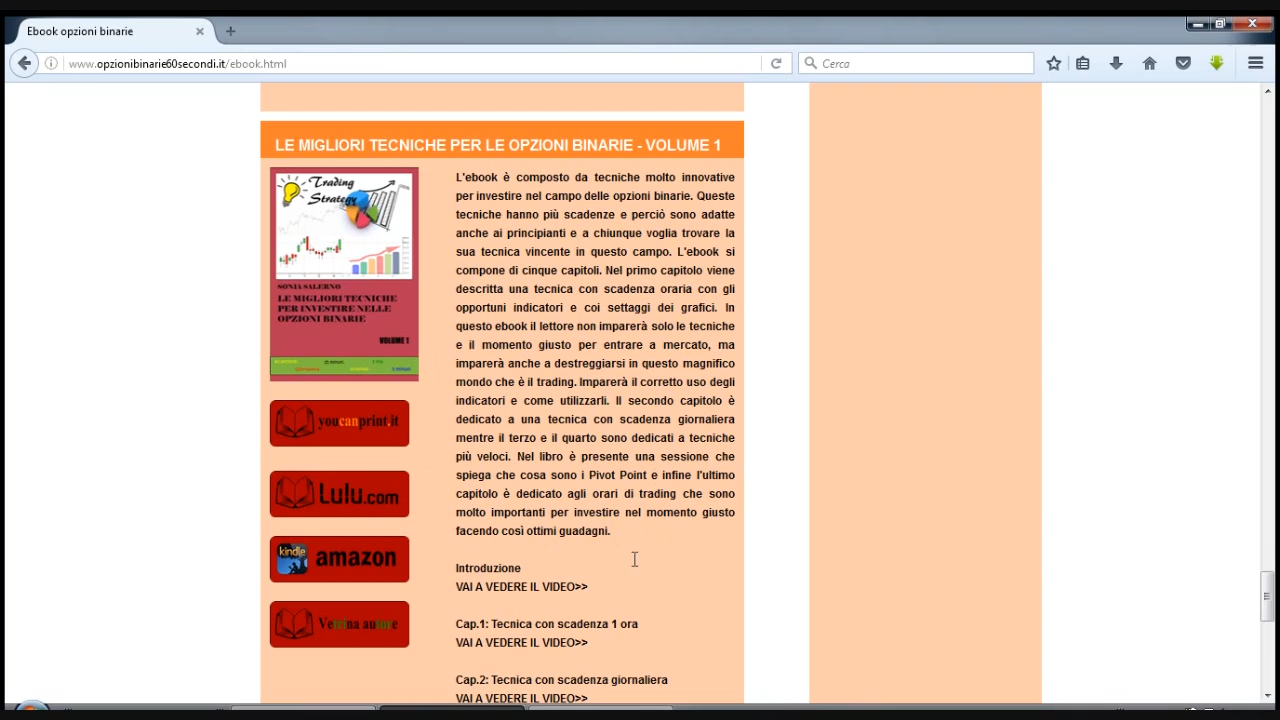 Ebook opzioni binarie
www.opzionibinarie60secondi.it/ebook.html
Cerca
LE MIGLIORI TECNICHE PER LE OPZIONI BINARIE - VOLUME 1
Trading
Strategy
SONIA SALERNO
LE MIGLIORI TECNICHE
PER INVESTIRE NELLE
OPZIONI BINARIE
VOLUME 1
youcanprint.it
Lulu.com
kindle amazon
Vetrina autore
L'ebook è composto da tecniche molto innovative
per investire nel campo delle opzioni binarie. Queste
tecniche hanno più scadenze e perciò sono adatte
anche ai principianti e a chiunque voglia trovare la
sua tecnica vincente in questo campo. L'ebook si
compone di cinque capitoli. Nel primo capitolo viene
descritta una tecnica con scadenza oraria con gli
opportuni indicatori e coi settaggi dei grafici. In
questo ebook il lettore non imparerà solo le tecniche
e il momento giusto per entrare a mercato, ma
imparerà anche a destreggiarsi in questo magnifico
mondo che è il trading. Imparerà il corretto uso degli
indicatori e come utilizzarli. Il secondo capitolo è
dedicato a una tecnica con scadenza giornaliera
mentre il terzo e il quarto sono dedicati a tecniche
più veloci. Nel libro è presente una sessione che
spiega che cosa sono i Pivot Point e infine l'ultimo
capitolo è dedicato agli orari di trading che sono
molto importanti per investire nel momento giusto
facendo così ottimi guadagni.
Introduzione
VAI A VEDERE IL VIDEO>>
Cap.1: Tecnica con scadenza 1 ora
VAI A VEDERE IL VIDEO>>
Cap.2: Tecnica con scadenza giornaliera
VAI A VEDERE IL VIDEO>>